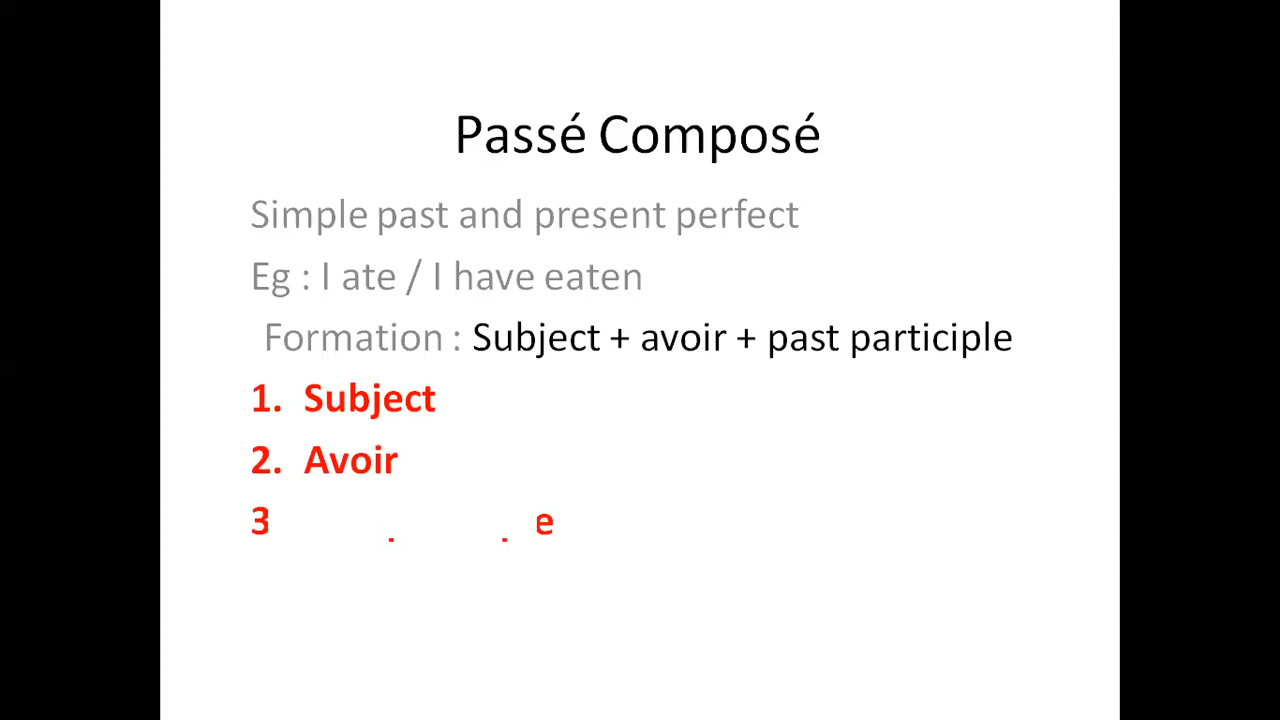 Passé Composé
Simple past and present perfect
Eg : I ate / I have eaten
Formation : Subject + avoir + past participle
1. Subject
2. Avoir
3